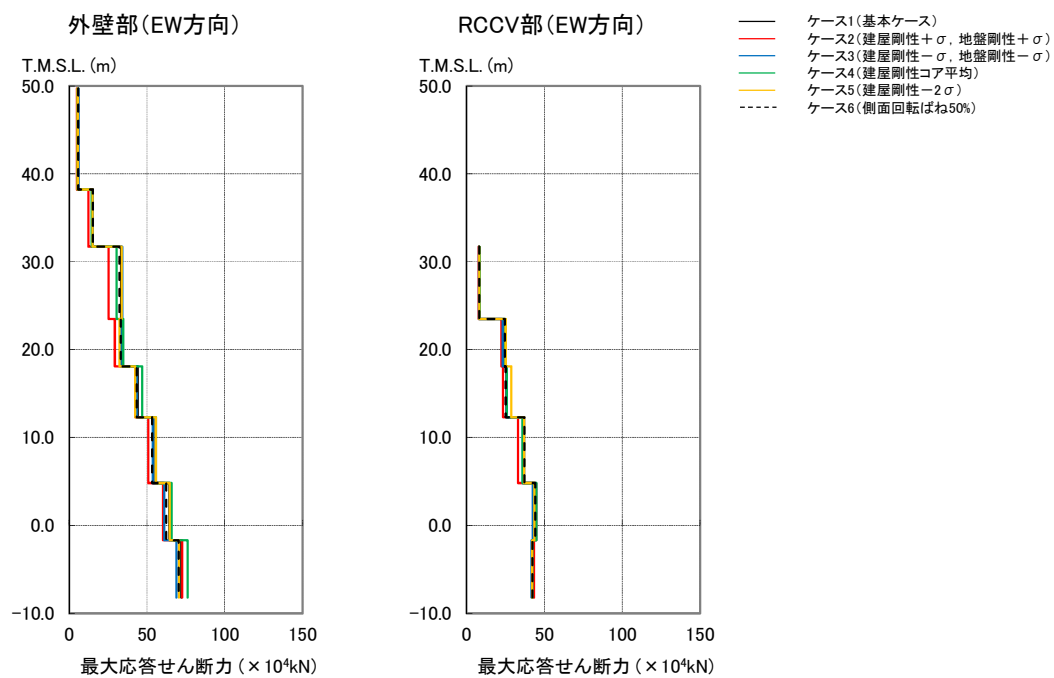 外壁部(EW方向)
T.M.S.L. (m)
50.0
40.0
30.0
20.0
10.0
0.0
-10.0
0 50 100 150
最大応答せん断力(×10⁴kN)
RCCV部(EW方向)
T.M.S.L. (m)
50.0
40.0
30.0
20.0
10.0
0.0
-10.0
0 50 100 150
最大応答せん断力(×10⁴kN)
ケース1(基本ケース)
ケース2(建屋剛性+σ,地盤剛性+σ)
ケース3(建屋剛性-σ,地盤剛性-σ)
ケース4(建屋剛性コア平均)
ケース5(建屋剛性-2σ)
ケース6(側面回転ばね50%)